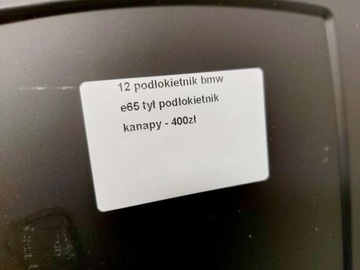 12 podłokietnik bmw
e65 tył podłokietnik
kanapy - 400zł